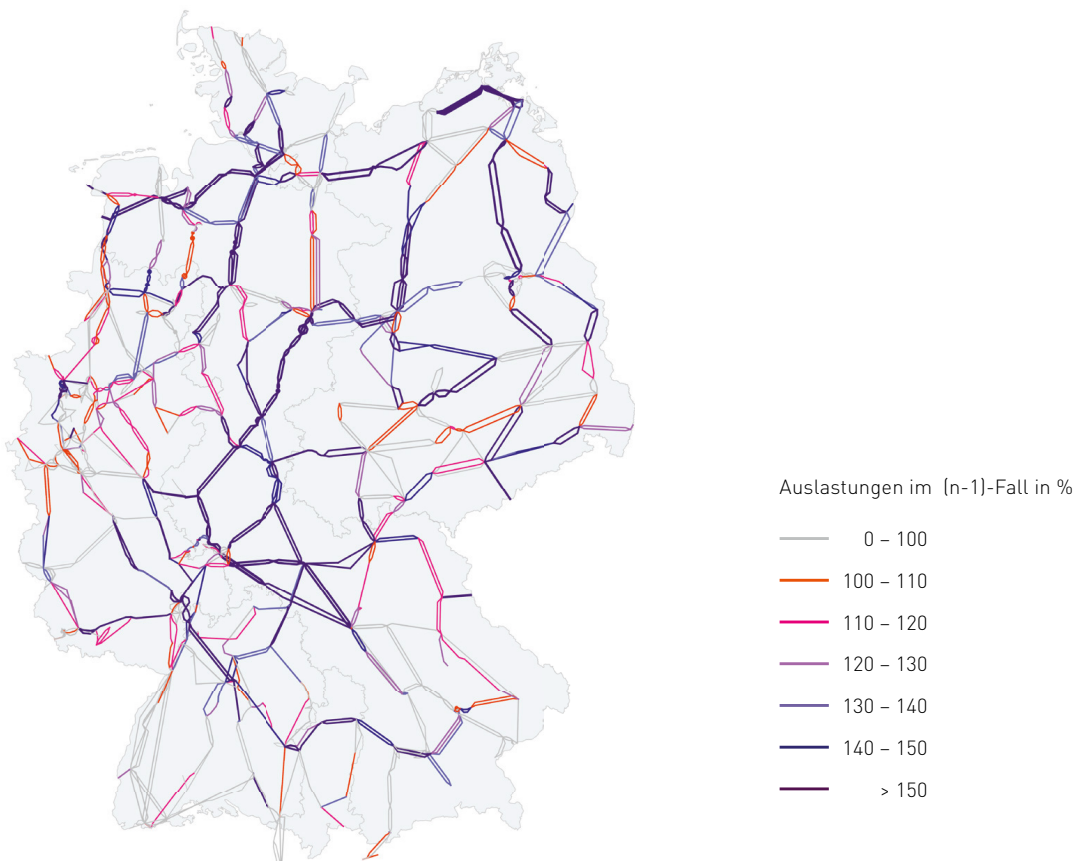 Auslastungen im (n-1)-Fall in %
0 – 100
100 – 110
110 – 120
120 – 130
130 – 140
140 – 150
> 150